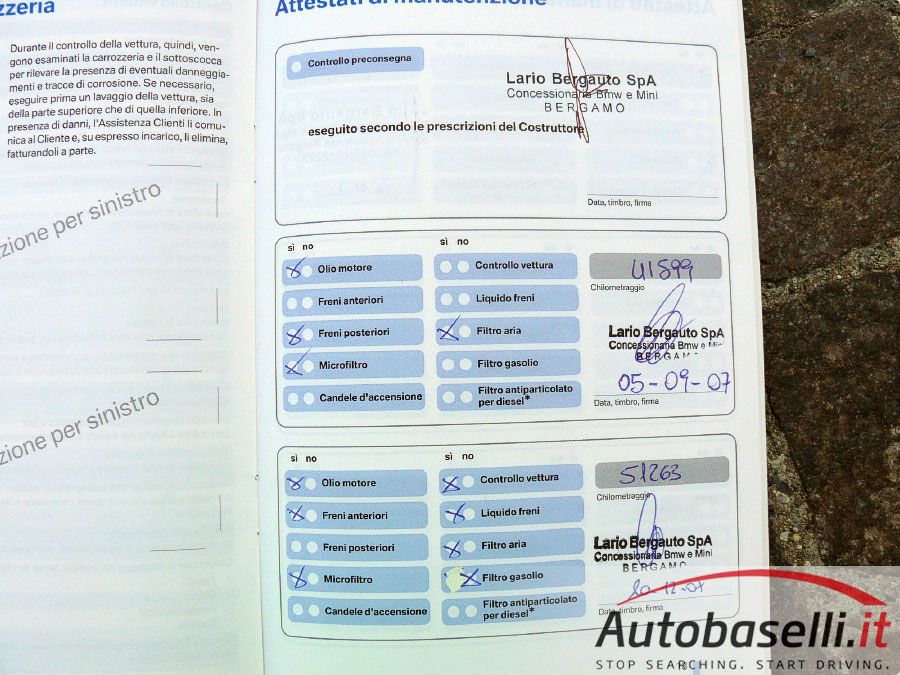 zzeria
Durante il controllo della vettura, quindi, ven-
gono esaminati la carrozzeria e il sottoscocca
per rilevare la presenza di eventuali danneggia-
menti e tracce di corrosione. Se necessario,
eseguire prima un lavaggio della vettura, sia
della parte superiore che di quella inferiore. In
presenza di danni, l'Assistenza Clienti li comu-
nica al Cliente e, su espresso incarico, li elimina,
fatturandoli a parte.
zione per sinistro
zione per sinistro
Attestati di manutenzione
Controllo preconsegna
Lario Bergauto SpA
Concessionaria Bmw e Mini
BERGAMO
eseguito secondo le prescrizioni del Costruttore
Data, timbro, firma
sì no
Olio motore
Freni anteriori
Freni posteriori
Microfiltro
Candele d'accensione
sì no
Controllo vettura
Liquido freni
Filtro aria
Filtro gasolio
Filtro antiparticolato
per diesel*
41599
Chilometraggio
Lario Bergauto SpA
Concessionaria Bmw e Mini
BERGAM
05-09-07
Data, timbro, firma
sì no
Olio motore
Freni anteriori
Freni posteriori
Microfiltro
Candele d'accensione
sì no
Controllo vettura
Liquido freni
Filtro aria
Filtro gasolio
Filtro antiparticolato
per diesel*
51263
Chilometraggio
Lario Bergauto SpA
Concessionaria Bmw e Mini
BERGAMO
20-12-07
Data, timbro, firma
Autobaselli.it
STOP SEARCHING. START DRIVING.